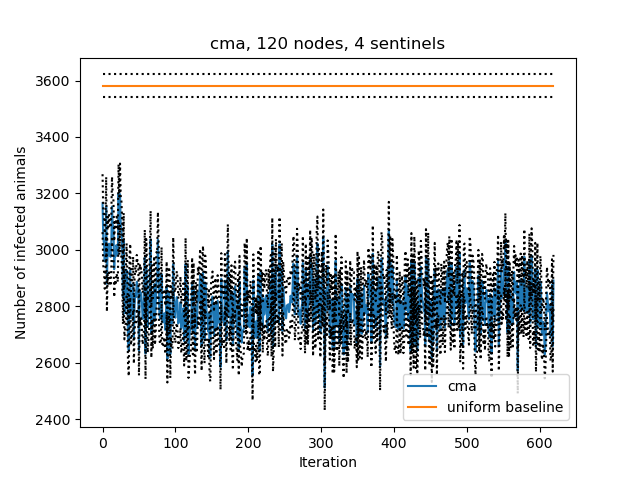 cma, 120 nodes, 4 sentinels
Number of infected animals
3600
3400
3200
3000
2800
2600
2400
0 100 200 300 400 500 600
Iteration
cma
uniform baseline